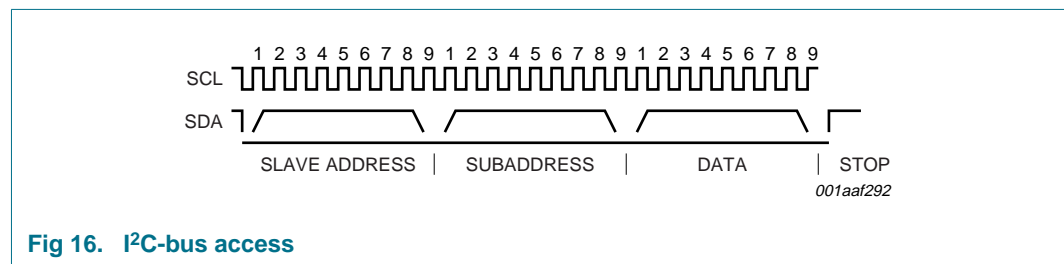 1 2 3 4 5 6 7 8 9 1 2 3 4 5 6 7 8 9 1 2 3 4 5 6 7 8 9
SCL
SDA
SLAVE ADDRESS SUBADDRESS DATA STOP
001aaf292
Fig 16. I²C-bus access